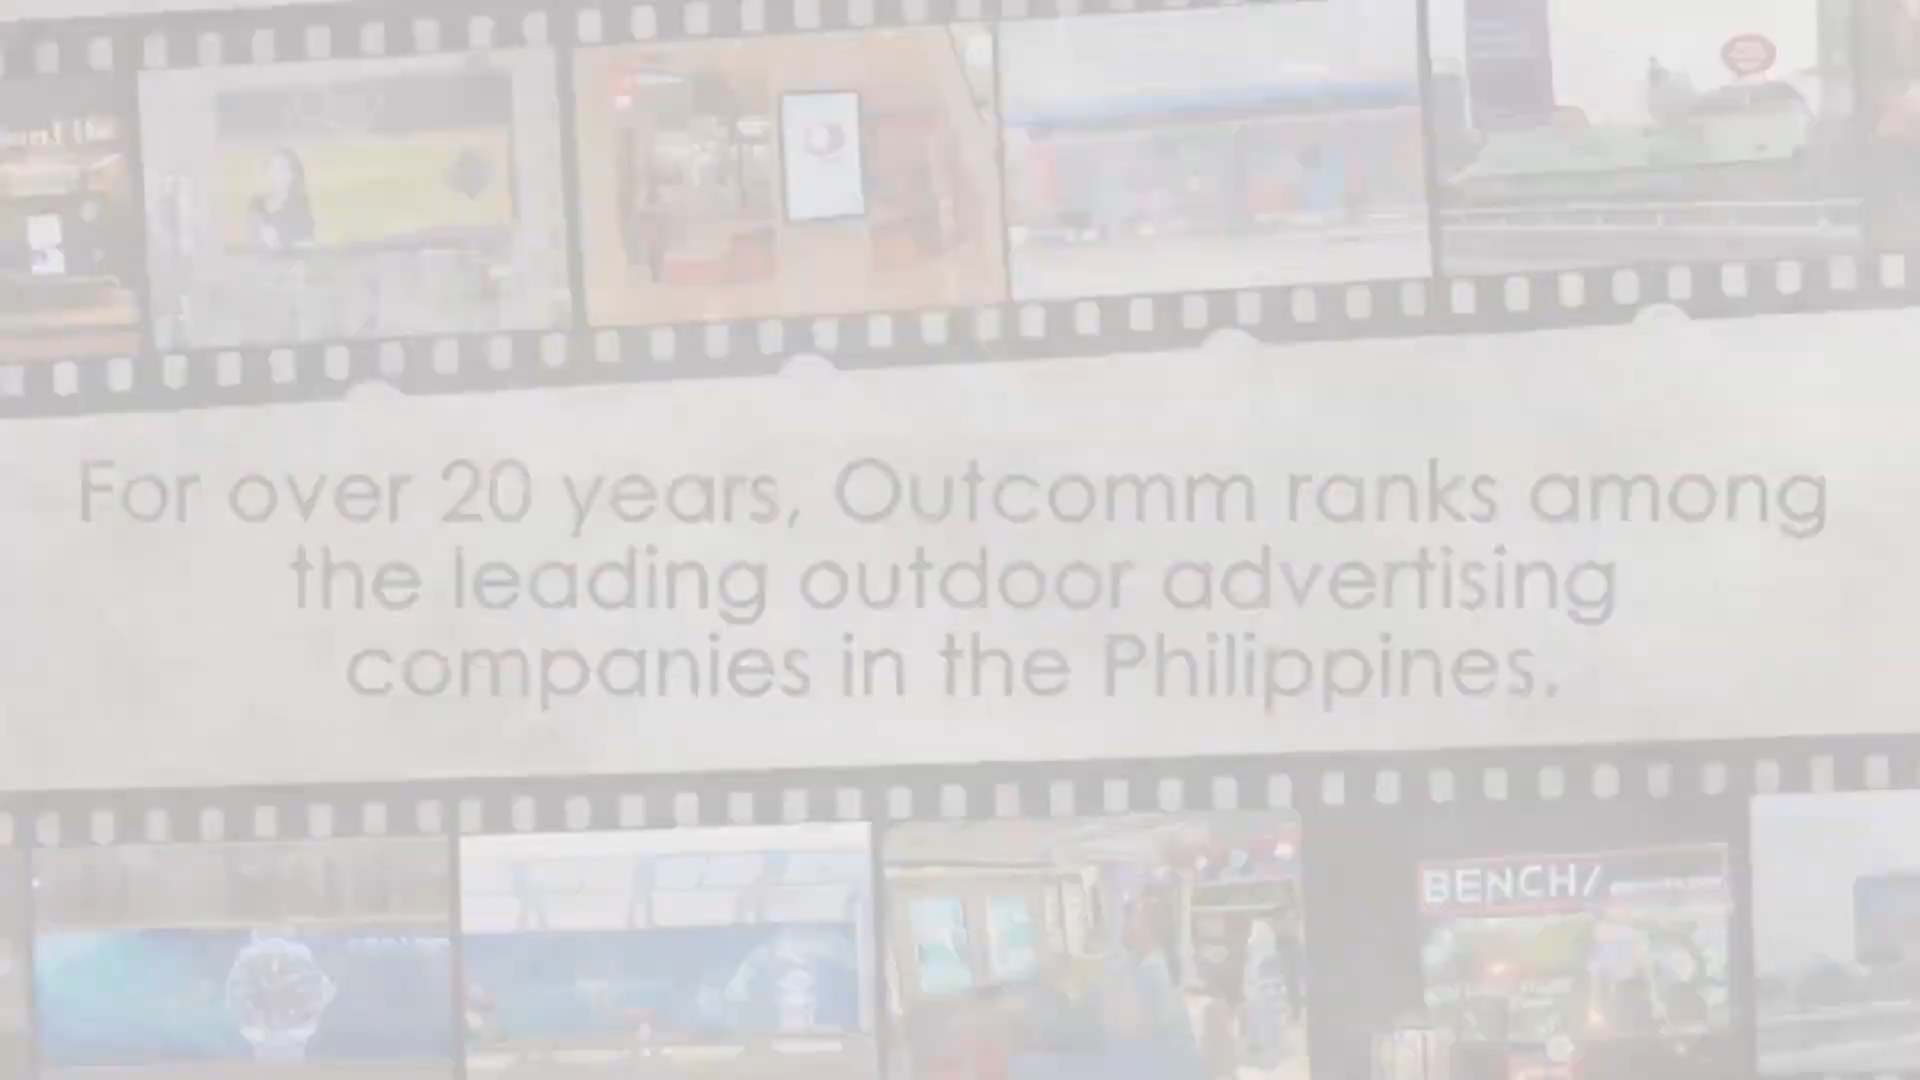 For over 20 years, Outcomm ranks among
the leading outdoor advertising
companies in the Philippines.
BENCH/